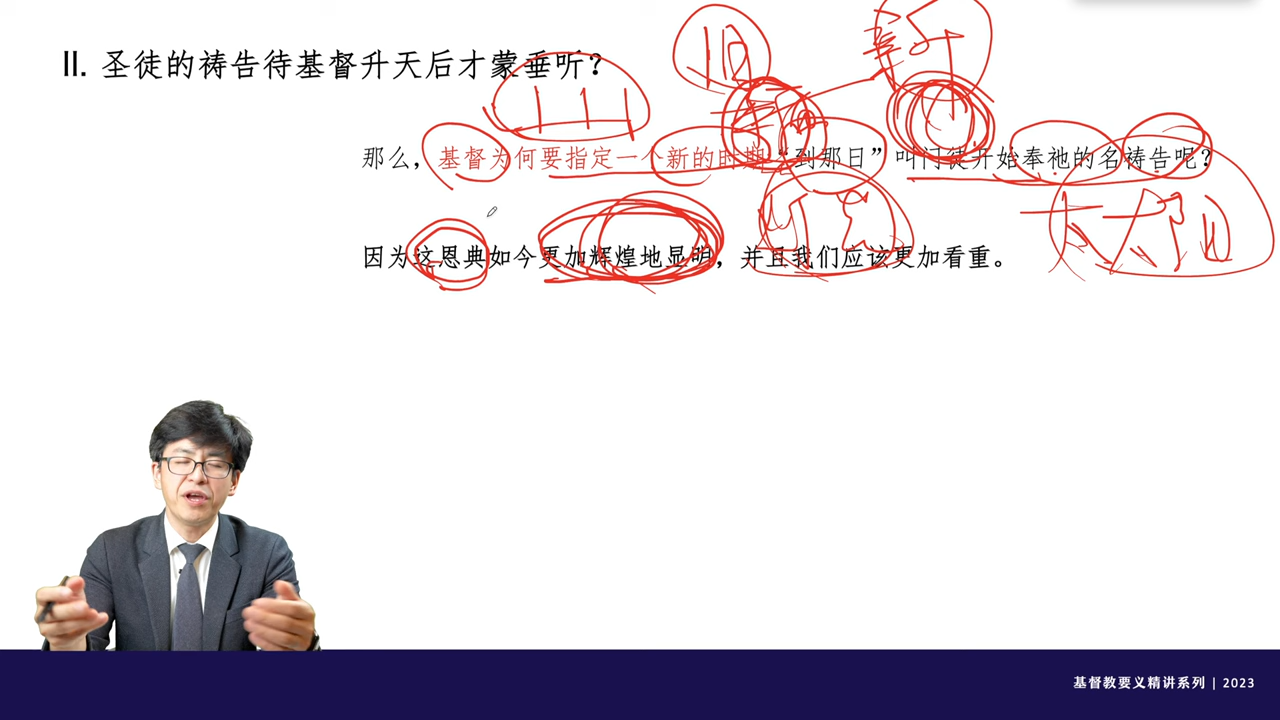 II. 圣徒的祷告待基督升天后才蒙垂听？
旧
那么，基督为何要指定一个新的时期“到那日”叫门徒开始奉祂的名祷告呢？
因为这恩典如今更加辉煌地显明，并且我们应该更加看重。
基督教要义精讲系列 | 2023